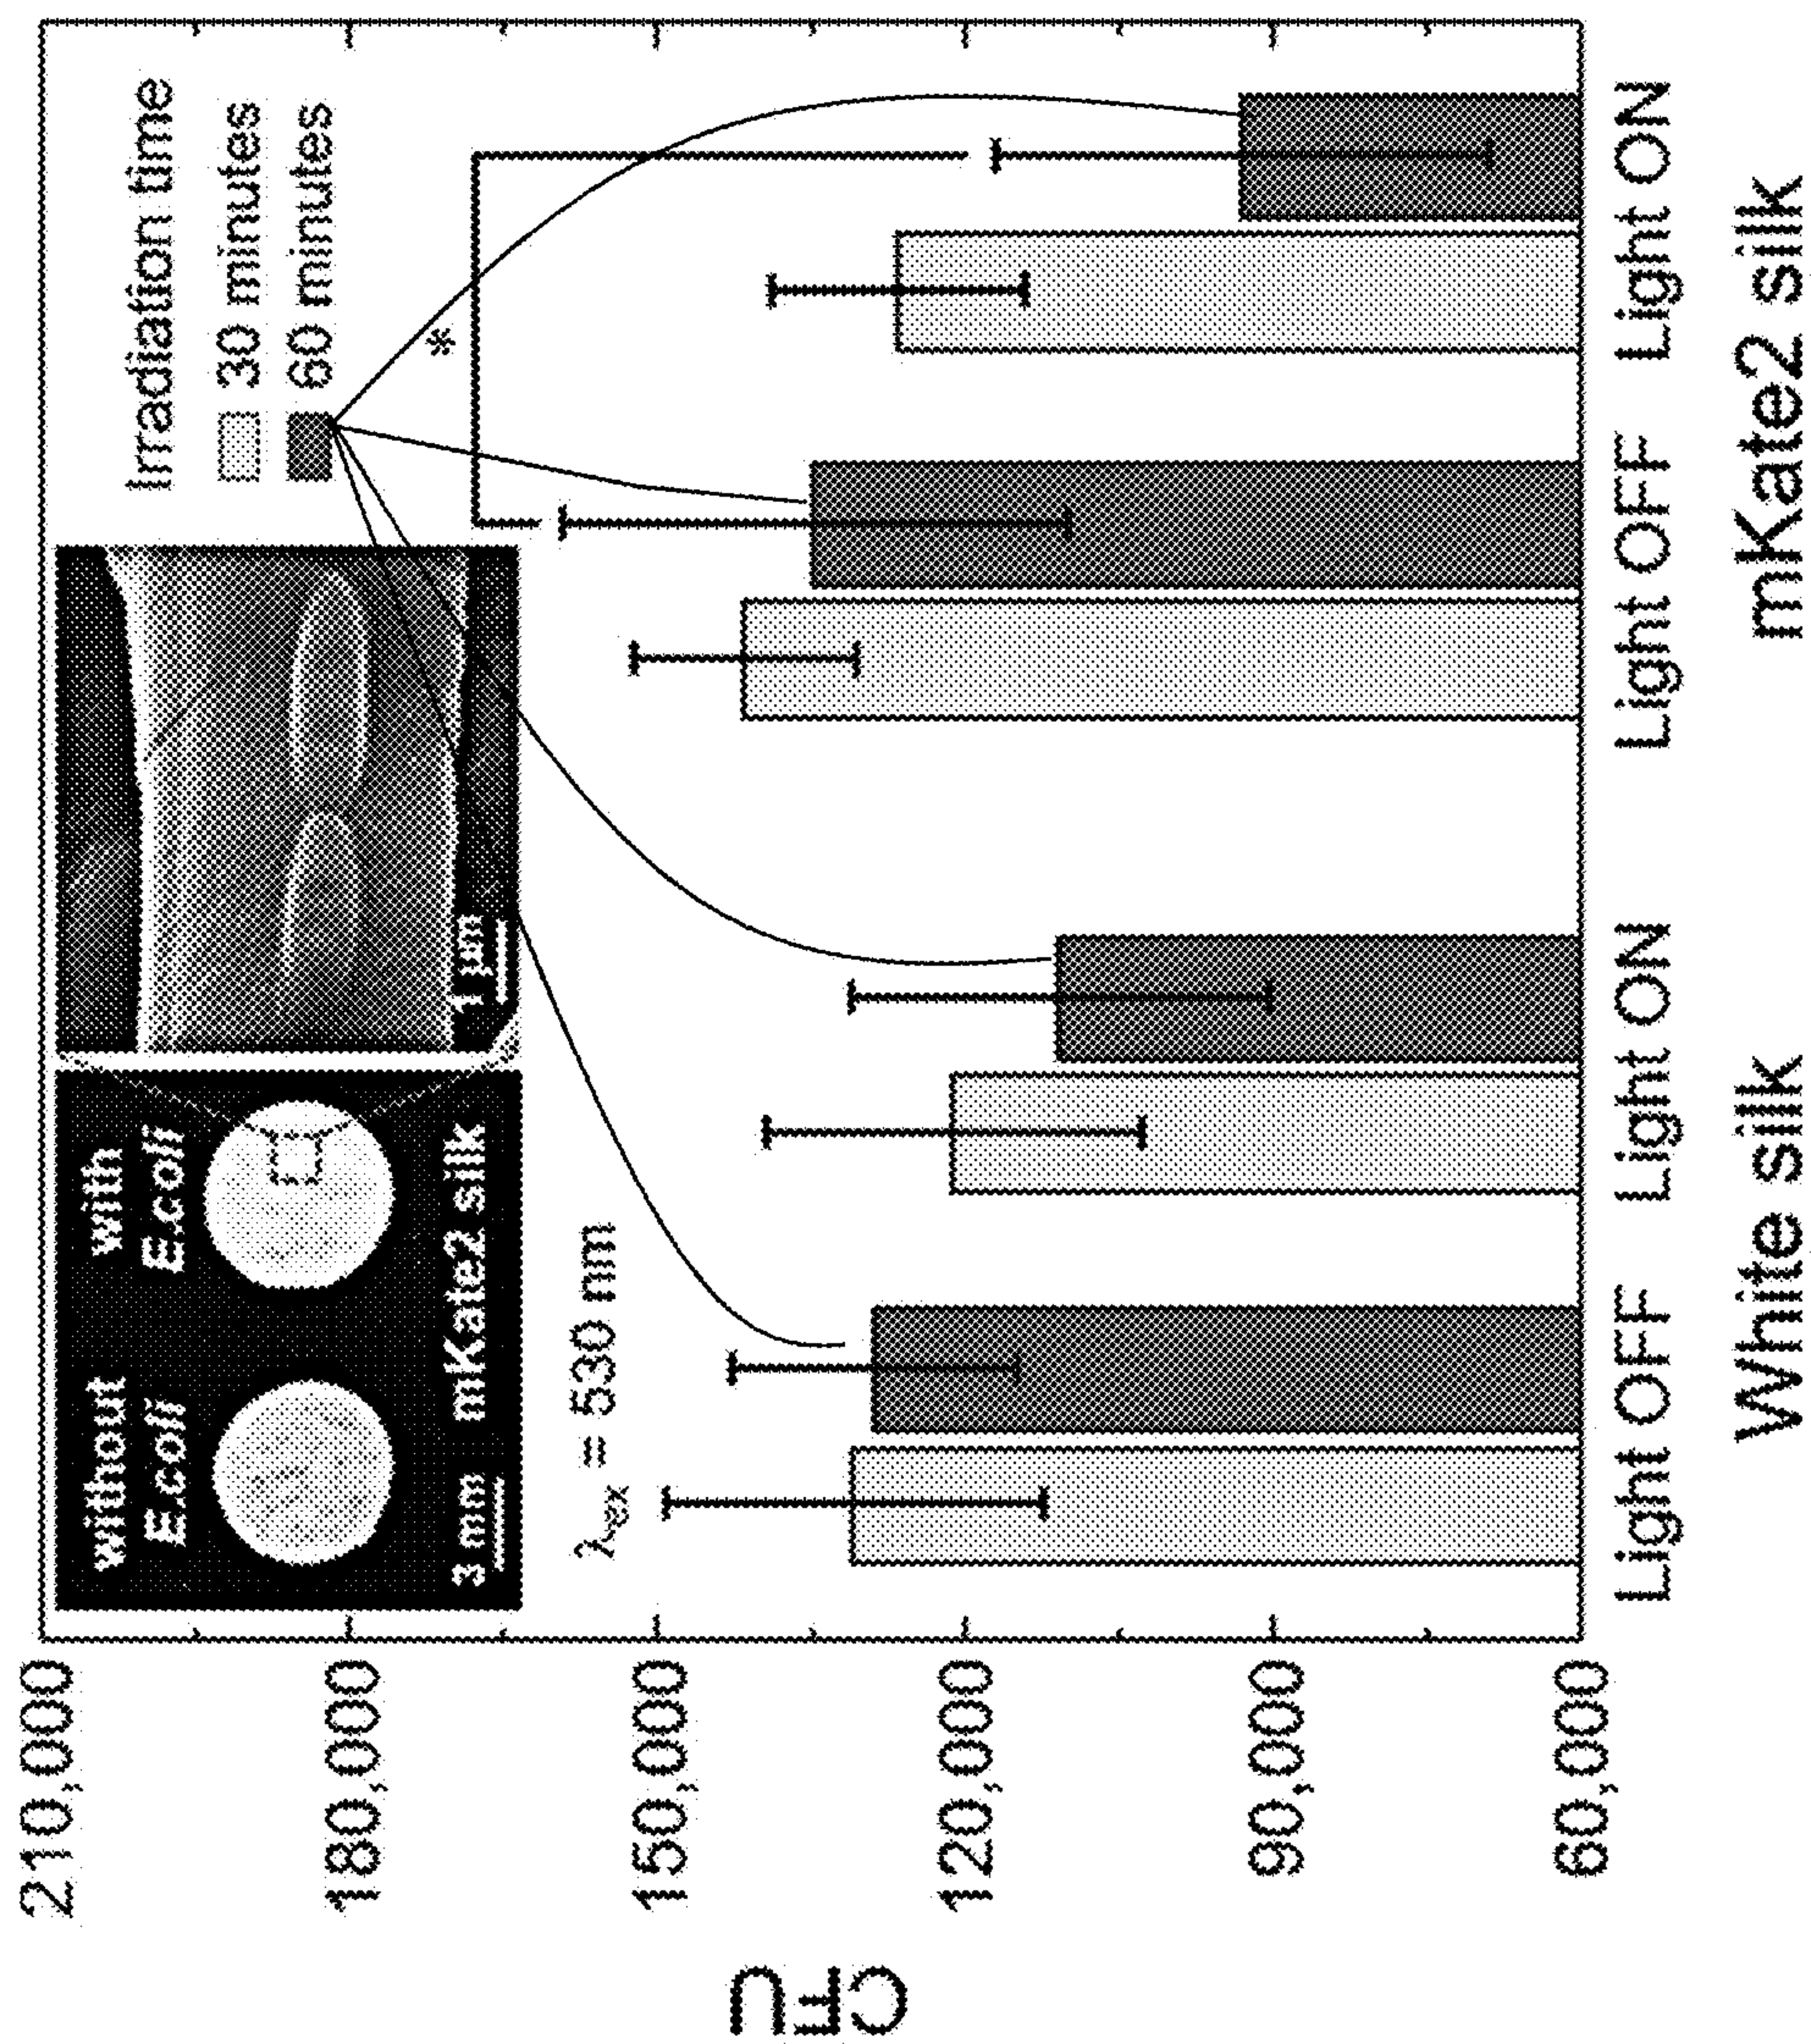 CFU
210,000
180,000
150,000
120,000
90,000
60,000
without
E.coli
with
E.coli
3 mm
mKate2 silk
1 μm
λex = 530 nm
Irradiation time
30 minutes
60 minutes
*
Light OFF Light ON Light OFF Light ON
White silk mKate2 silk